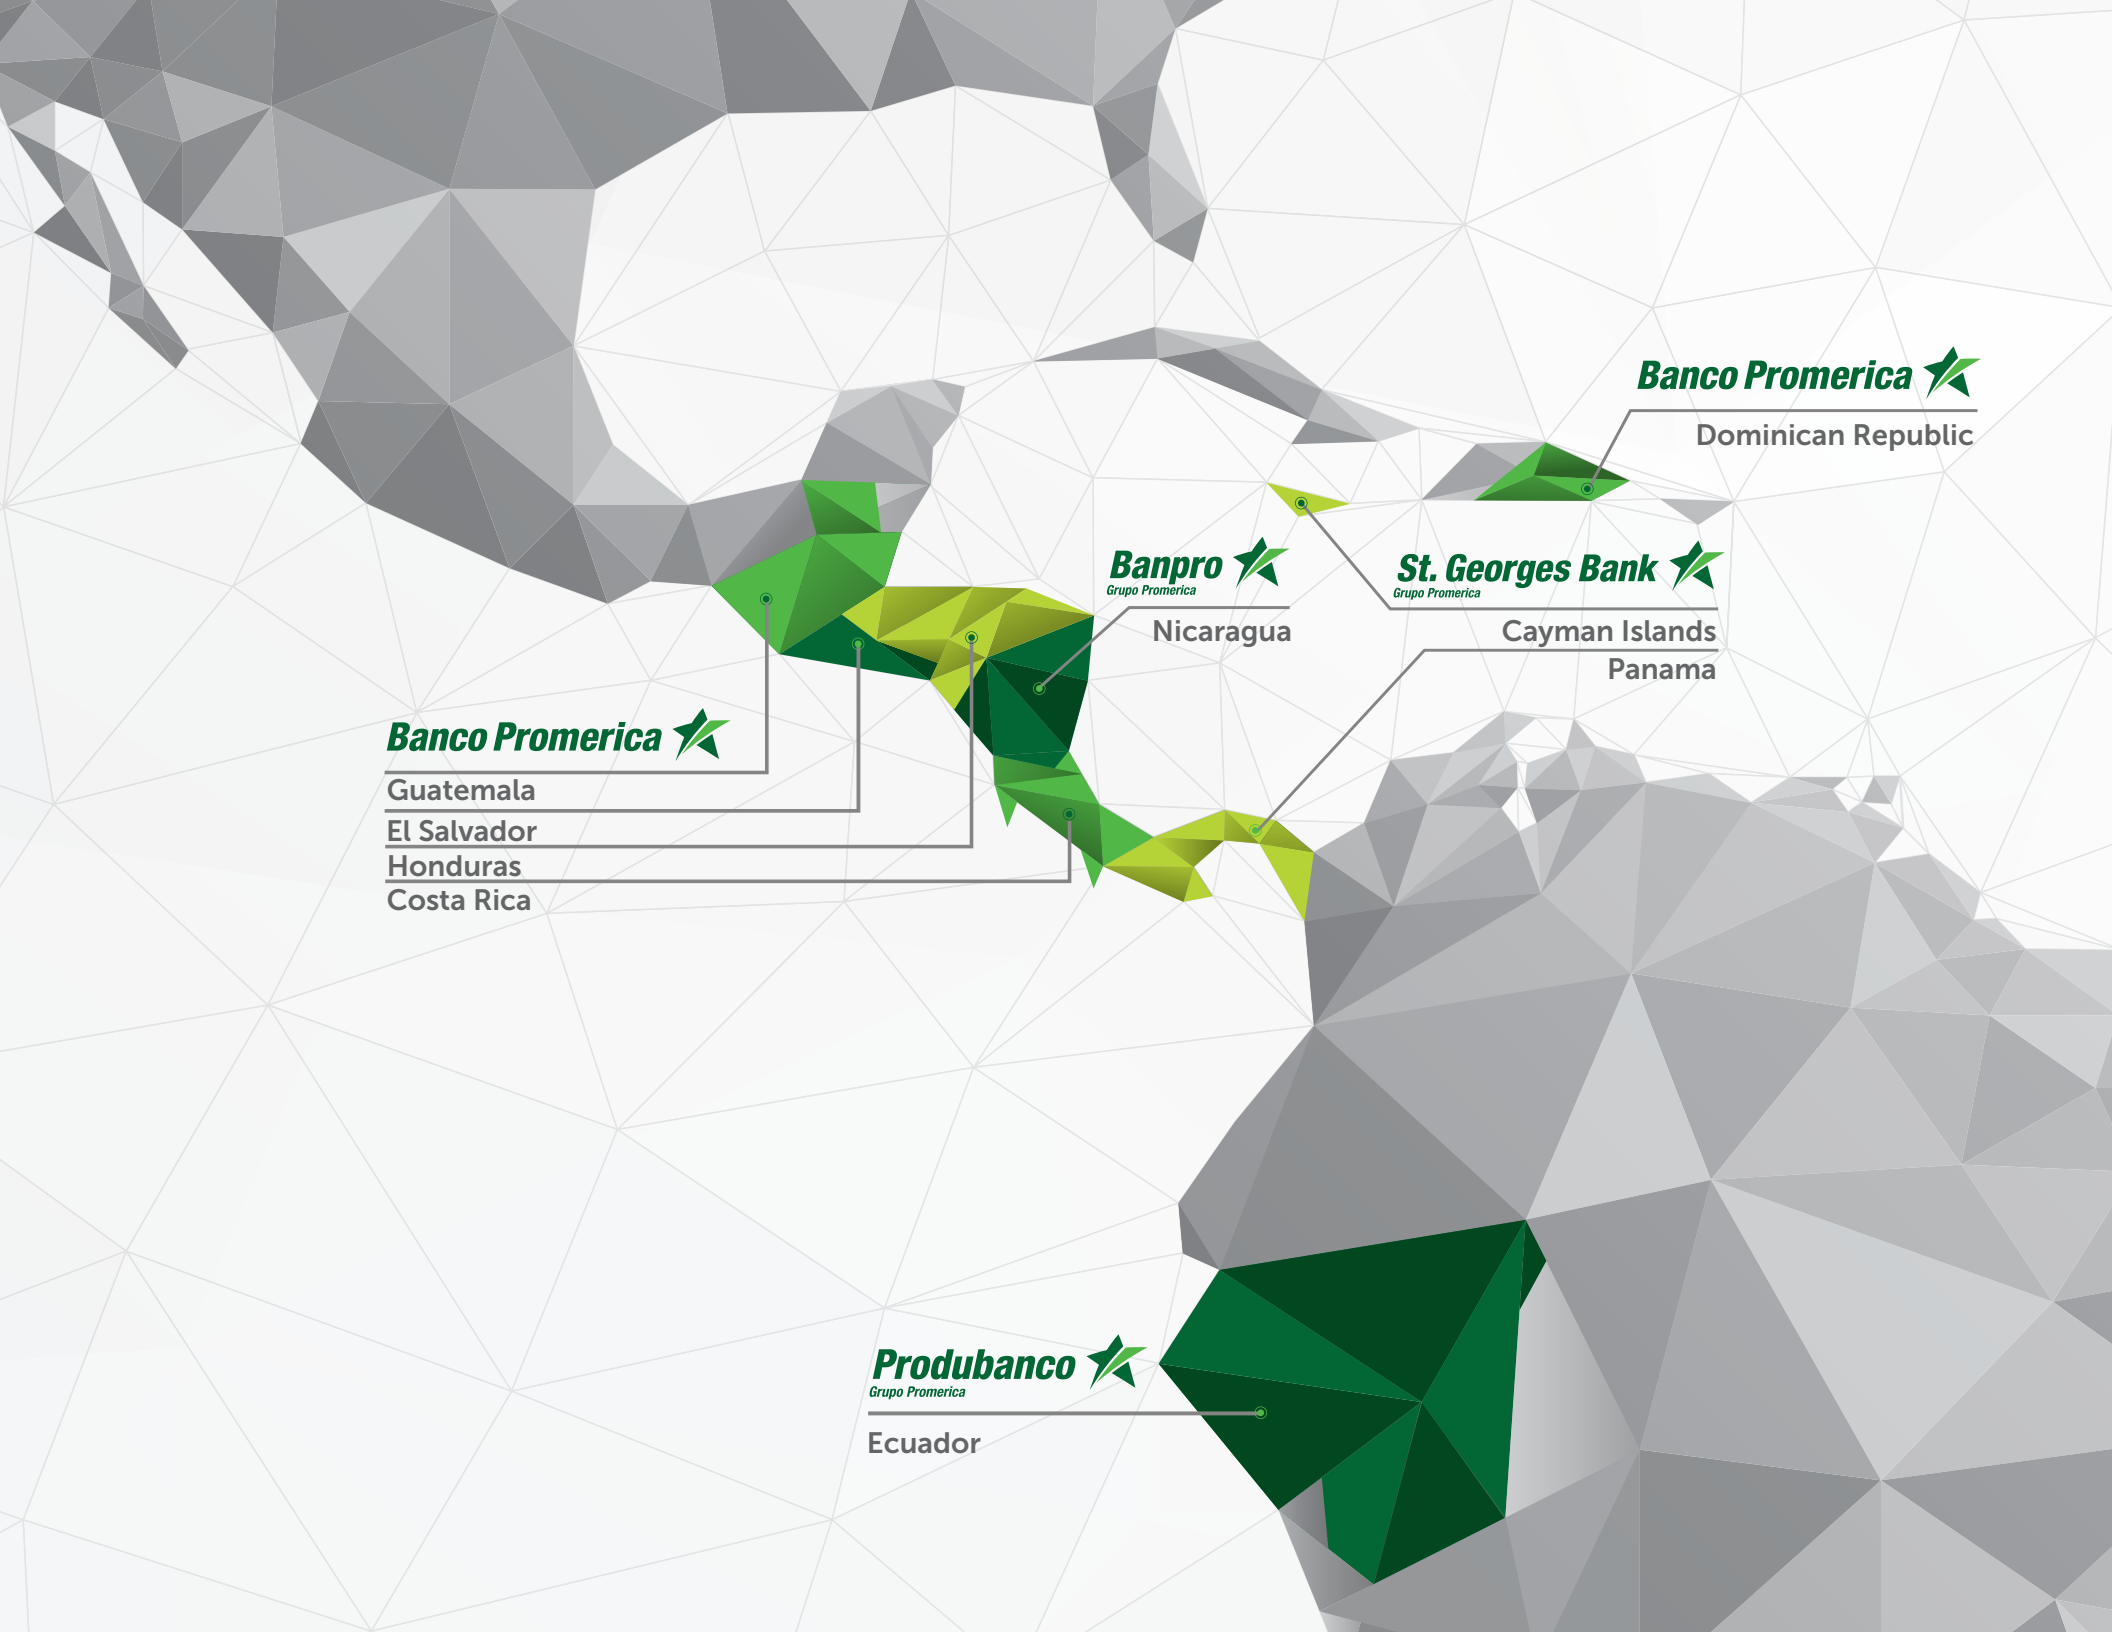 Banco Promerica
Dominican Republic
Banpro
Grupo Promerica
Nicaragua
St. Georges Bank
Grupo Promerica
Cayman Islands
Panama
Banco Promerica
Guatemala
El Salvador
Honduras
Costa Rica
Produbanco
Grupo Promerica
Ecuador